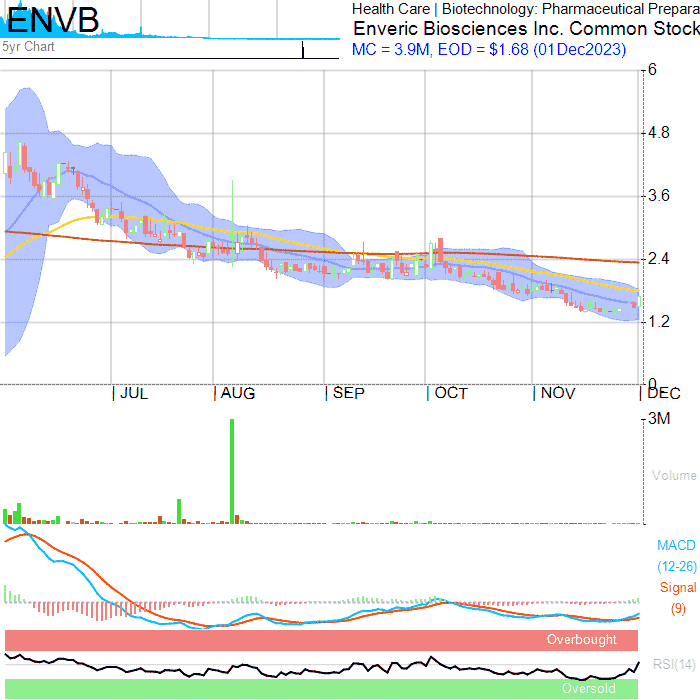 ENVB
5yr Chart
Health Care | Biotechnology: Pharmaceutical Prepara
Enveric Biosciences Inc. Common Stock
MC = 3.9M, EOD = $1.68 (01Dec2023)
6
4.8
3.6
2.4
1.2
0
| JUL | AUG | SEP | OCT | NOV | DEC
3M
Volume
MACD
(12-26)
Signal
(9)
Overbought
RSI(14)
Oversold